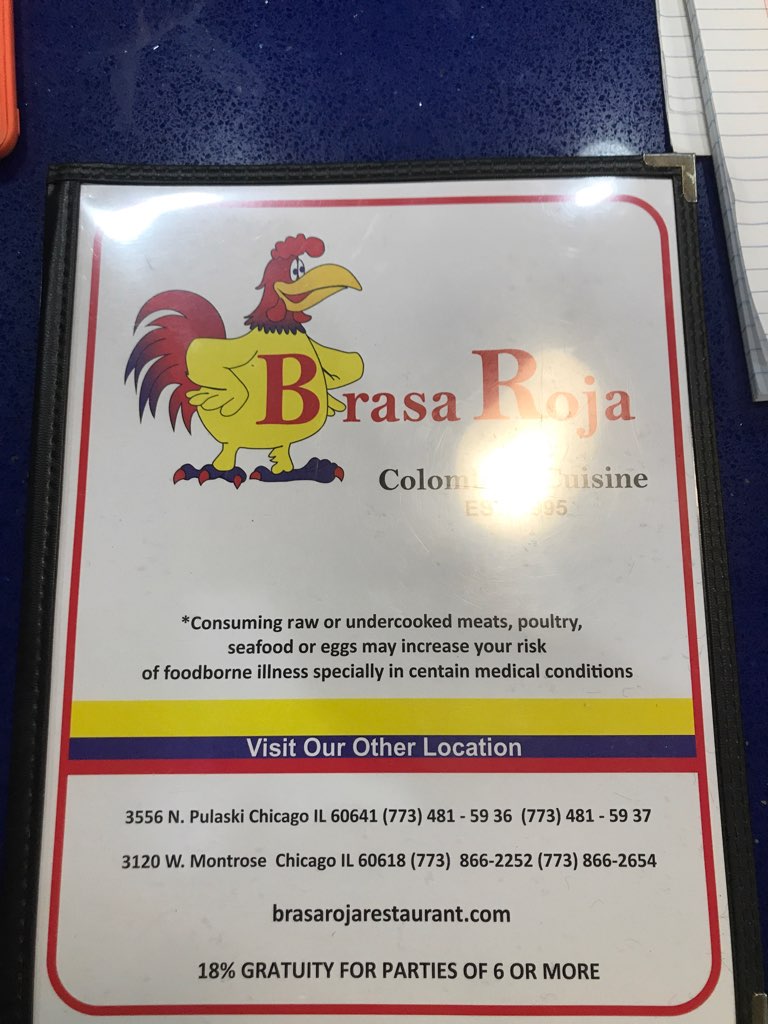 Brasa Roja
Cuisine
*Consuming raw or undercooked meats, poultry,
seafood or eggs may increase your risk
of foodborne illness specially in centain medical conditions
Visit Our Other Location
3556 N. Pulaski Chicago IL 60641 (773) 481 - 59 36 (773) 481 - 59 37
3120 W. Montrose Chicago IL 60618 (773) 866-2252 (773) 866-2654
brasarojarestaurant.com
18% GRATUITY FOR PARTIES OF 6 OR MORE